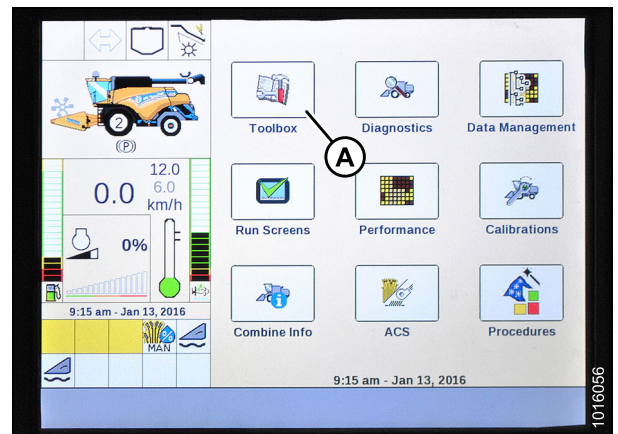 2
(P)
12.0
0.0
6.0
km/h
0%
9:15 am - Jan 13, 2016
MAN
Toolbox
Diagnostics
Data Management
A
Run Screens
Performance
Calibrations
Combine Info
ACS
Procedures
9:15 am - Jan 13, 2016
1016056